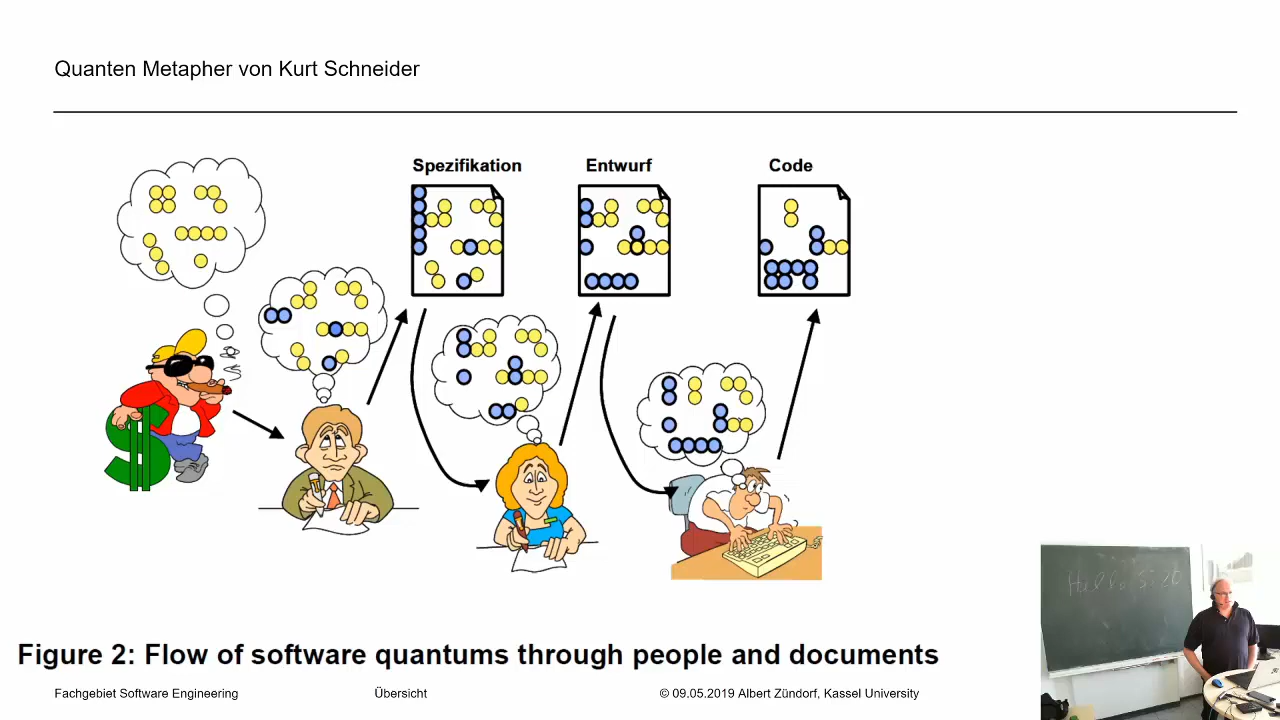 Quanten Metapher von Kurt Schneider
Spezifikation
Entwurf
Code
Figure 2: Flow of software quantums through people and documents
Fachgebiet Software Engineering
Übersicht
© 09.05.2019 Albert Zündorf, Kassel University